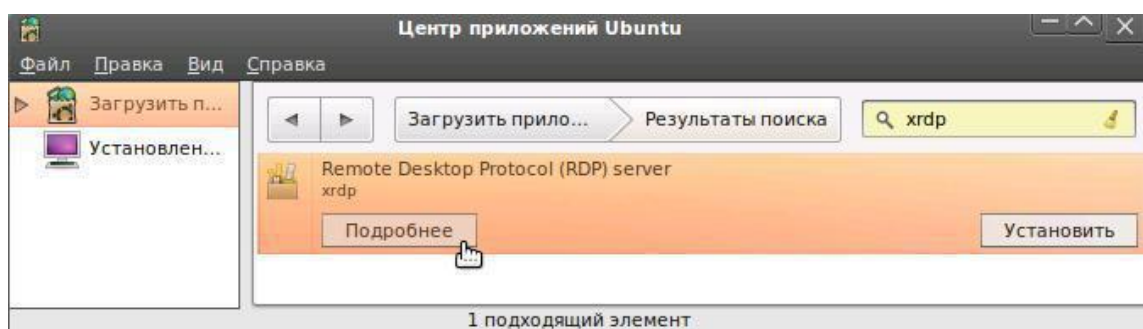 Центр приложений Ubuntu
Файл Правка Вид Справка
Загрузить п...
Установлен...
Загрузить прило... Результаты поиска xrdp
Remote Desktop Protocol (RDP) server
xrdp
Подробнее Установить
1 подходящий элемент